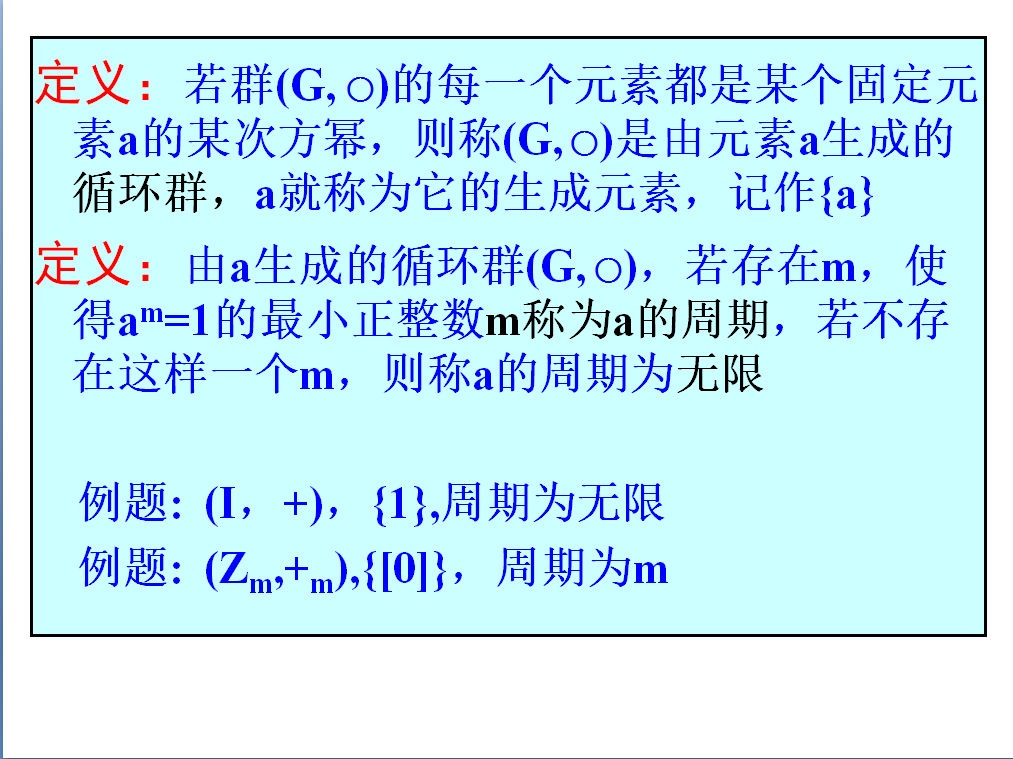 定义：若群(G,○)的每一个元素都是某个固定元
素a的某次方幂，则称(G,○)是由元素a生成的
循环群，a就称为它的生成元素，记作{a}
定义：由a生成的循环群(G,○)，若存在m，使
得aᵐ=1的最小正整数m称为a的周期，若不存
在这样一个m，则称a的周期为无限
例题: (I，+)，{1},周期为无限
例题: (Zₘ,+ₘ),{[0]}，周期为m